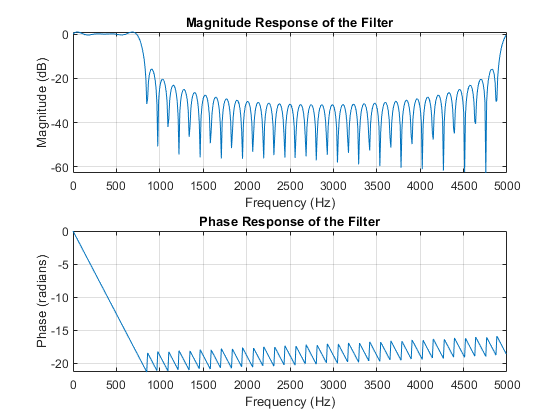 Magnitude Response of the Filter
0
-20
-40
-60
Magnitude (dB)
0 500 1000 1500 2000 2500 3000 3500 4000 4500 5000
Frequency (Hz)
Phase Response of the Filter
0
-5
-10
-15
-20
Phase (radians)
0 500 1000 1500 2000 2500 3000 3500 4000 4500 5000
Frequency (Hz)